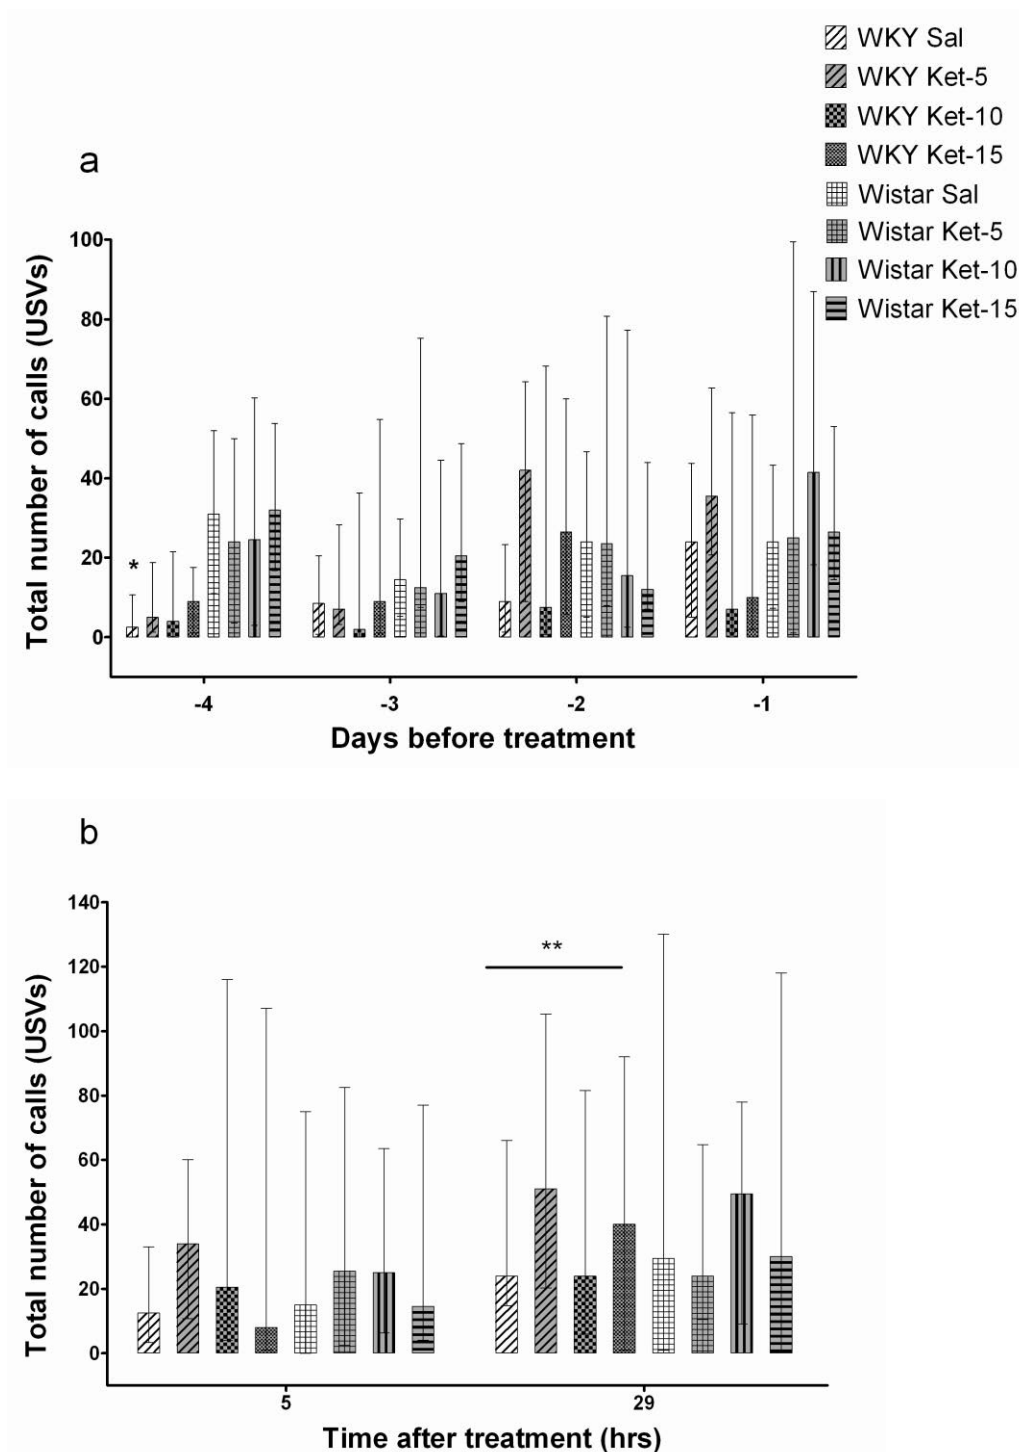 WKY Sal
WKY Ket-5
WKY Ket-10
WKY Ket-15
Wistar Sal
Wistar Ket-5
Wistar Ket-10
Wistar Ket-15
a
Total number of calls (USVs)
100
80
60
40
20
0
*
-4 -3 -2 -1
Days before treatment
b
Total number of calls (USVs)
140
120
100
80
60
40
20
0
**
5 29
Time after treatment (hrs)